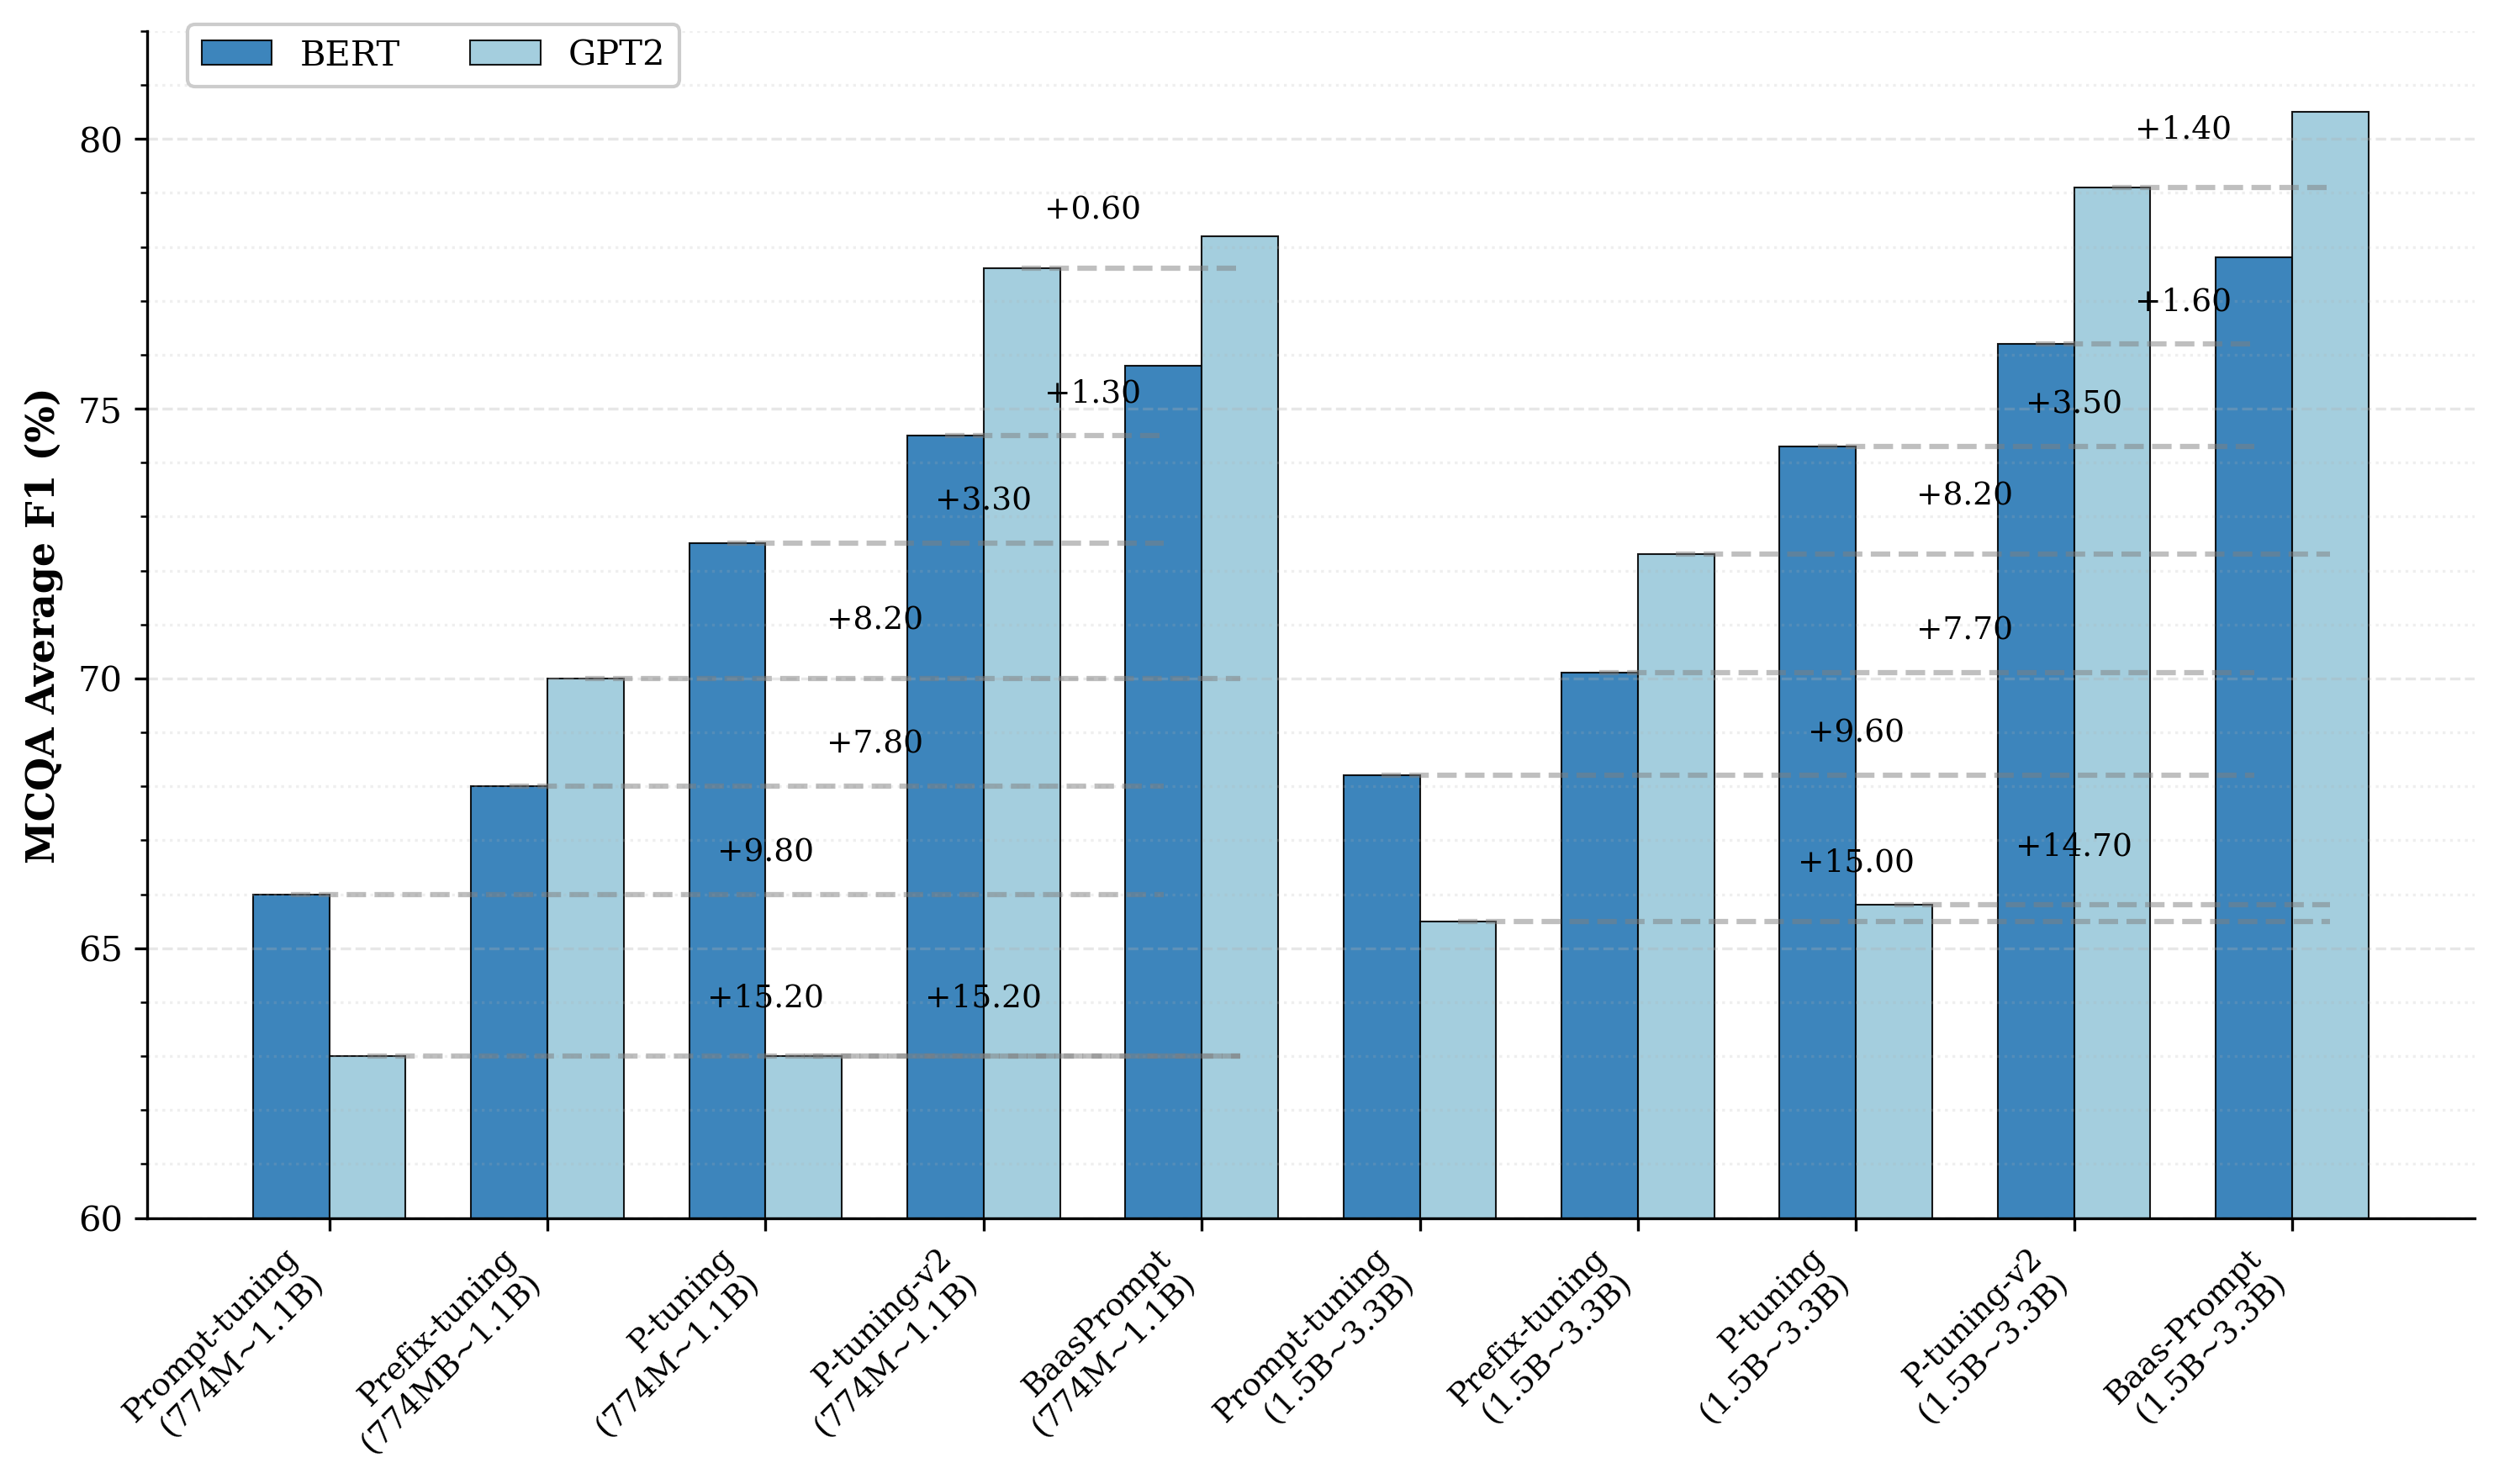 BERT
GPT2
MCQA Average F1 (%)
80
75
70
65
60
+1.40
+0.60
+1.60
+1.30
+3.50
+3.30
+8.20
+8.20
+7.70
+9.60
+7.80
+14.70
+9.80
+15.00
+15.20
+15.20
Prompt-tuning
(774M~1.1B)
Prefix-tuning
(774MB~1.1B)
P-tuning
(774M~1.1B)
P-tuning-v2
(774M~1.1B)
BaasPrompt
(774M~1.1B)
Prompt-tuning
(1.5B~3.3B)
Prefix-tuning
(1.5B~3.3B)
P-tuning
(1.5B~3.3B)
P-tuning-v2
(1.5B~3.3B)
Baas-Prompt
(1.5B~3.3B)